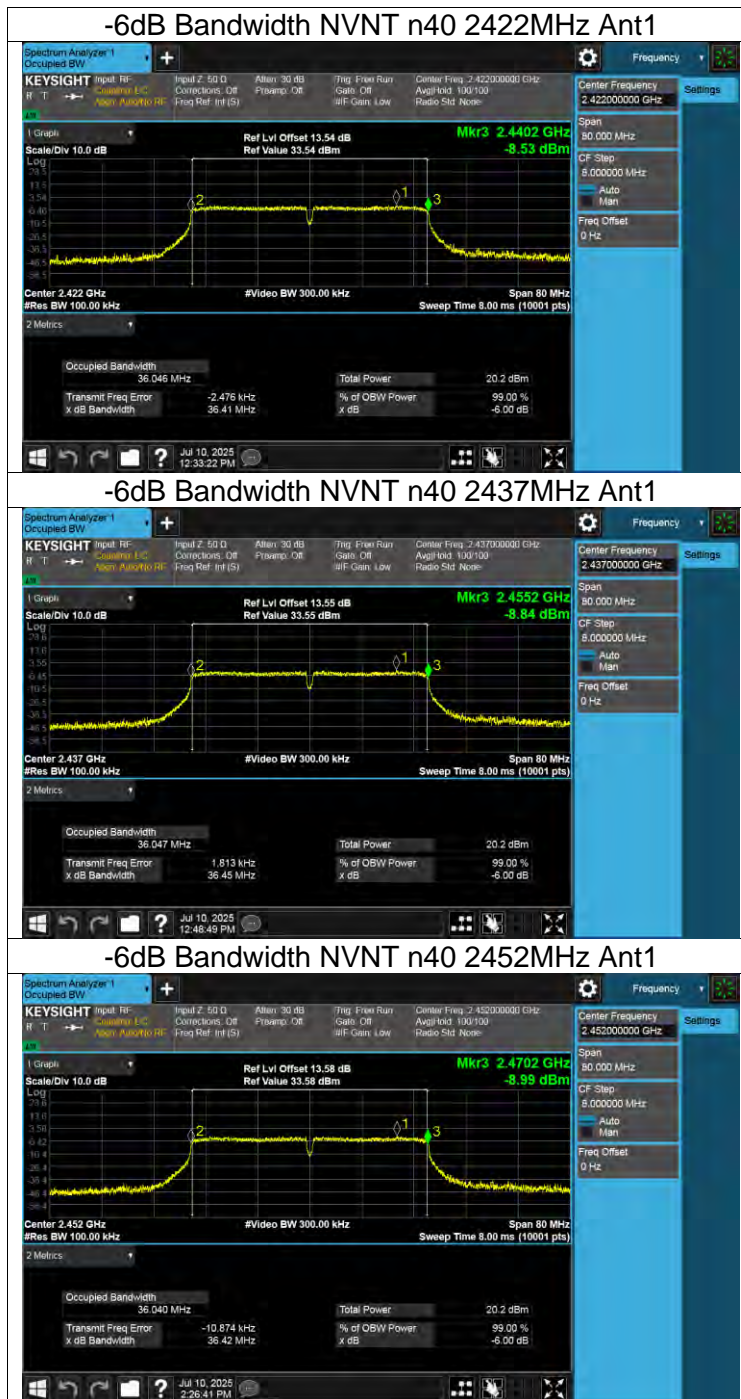 -6dB Bandwidth NVNT n40 2422MHz Ant1
Spectrum Analyzer 1
Occupied BW
+
Frequency
KEYSIGHT Input: RF Input Z: 50 Ω Atten: 30 dB Trig: Free Run Center Freq: 2.422000000 GHz
R T Corrections: Off Preamp: Off Gate: Off Avg|Hold: 100/100
Freq Ref: Int (S) #IF Gain: Low Radio Std: None
Center Frequency
2.422000000 GHz
Settings
Span
80.000 MHz
CF Step
8.000000 MHz
Auto
Man
Freq Offset
0 Hz
1 Graph
Scale/Div 10.0 dB
Ref Lvl Offset 13.54 dB
Ref Value 33.54 dBm
Mkr3 2.4402 GHz
-8.53 dBm
Log
2 1 3
Center 2.422 GHz #Video BW 300.00 kHz Span 80 MHz
#Res BW 100.00 kHz Sweep Time 8.00 ms (10001 pts)
2 Metrics
Occupied Bandwidth
36.046 MHz Total Power 20.2 dBm
Transmit Freq Error -2.476 kHz % of OBW Power 99.00 %
x dB Bandwidth 36.41 MHz x dB -6.00 dB
? Jul 10, 2025
12:33:22 PM
-6dB Bandwidth NVNT n40 2437MHz Ant1
Spectrum Analyzer 1
Occupied BW
+
Frequency
KEYSIGHT Input: RF Input Z: 50 Ω Atten: 30 dB Trig: Free Run Center Freq: 2.437000000 GHz
R T Corrections: Off Preamp: Off Gate: Off Avg|Hold: 100/100
Freq Ref: Int (S) #IF Gain: Low Radio Std: None
Center Frequency
2.437000000 GHz
Settings
Span
80.000 MHz
CF Step
8.000000 MHz
Auto
Man
Freq Offset
0 Hz
1 Graph
Scale/Div 10.0 dB
Ref Lvl Offset 13.55 dB
Ref Value 33.55 dBm
Mkr3 2.4552 GHz
-8.84 dBm
Log
2 1 3
Center 2.437 GHz #Video BW 300.00 kHz Span 80 MHz
#Res BW 100.00 kHz Sweep Time 8.00 ms (10001 pts)
2 Metrics
Occupied Bandwidth
36.047 MHz Total Power 20.2 dBm
Transmit Freq Error 1.813 kHz % of OBW Power 99.00 %
x dB Bandwidth 36.45 MHz x dB -6.00 dB
? Jul 10, 2025
12:48:49 PM
-6dB Bandwidth NVNT n40 2452MHz Ant1
Spectrum Analyzer 1
Occupied BW
+
Frequency
KEYSIGHT Input: RF Input Z: 50 Ω Atten: 30 dB Trig: Free Run Center Freq: 2.452000000 GHz
R T Corrections: Off Preamp: Off Gate: Off Avg|Hold: 100/100
Freq Ref: Int (S) #IF Gain: Low Radio Std: None
Center Frequency
2.452000000 GHz
Settings
Span
80.000 MHz
CF Step
8.000000 MHz
Auto
Man
Freq Offset
0 Hz
1 Graph
Scale/Div 10.0 dB
Ref Lvl Offset 13.58 dB
Ref Value 33.58 dBm
Mkr3 2.4702 GHz
-8.99 dBm
Log
2 1 3
Center 2.452 GHz #Video BW 300.00 kHz Span 80 MHz
#Res BW 100.00 kHz Sweep Time 8.00 ms (10001 pts)
2 Metrics
Occupied Bandwidth
36.040 MHz Total Power 20.2 dBm
Transmit Freq Error -10.874 kHz % of OBW Power 99.00 %
x dB Bandwidth 36.42 MHz x dB -6.00 dB
? Jul 10, 2025
2:26:41 PM